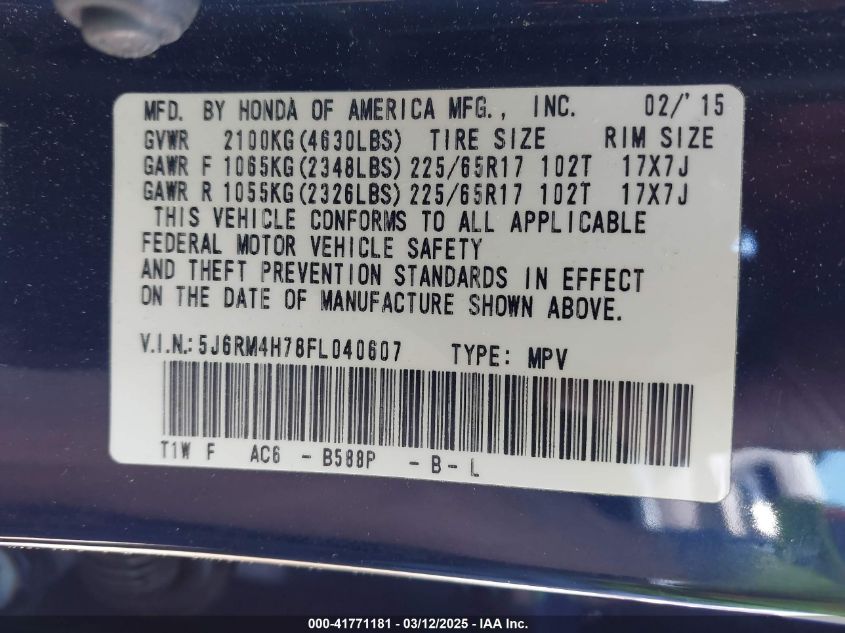 MFD. BY HONDA OF AMERICA MFG., INC. 02/'15
GVWR 2100KG(4630LBS) TIRE SIZE RIM SIZE
GAWR F 1065KG(2348LBS) 225/65R17 102T 17X7J
GAWR R 1055KG(2326LBS) 225/65R17 102T 17X7J
THIS VEHICLE CONFORMS TO ALL APPLICABLE
FEDERAL MOTOR VEHICLE SAFETY
AND THEFT PREVENTION STANDARDS IN EFFECT
ON THE DATE OF MANUFACTURE SHOWN ABOVE.
V.I.N.: 5J6RM4H78FL040607 TYPE: MPV
T1W F AC6 - B588P - B - L
000-41771181 - 03/12/2025 - IAA Inc.